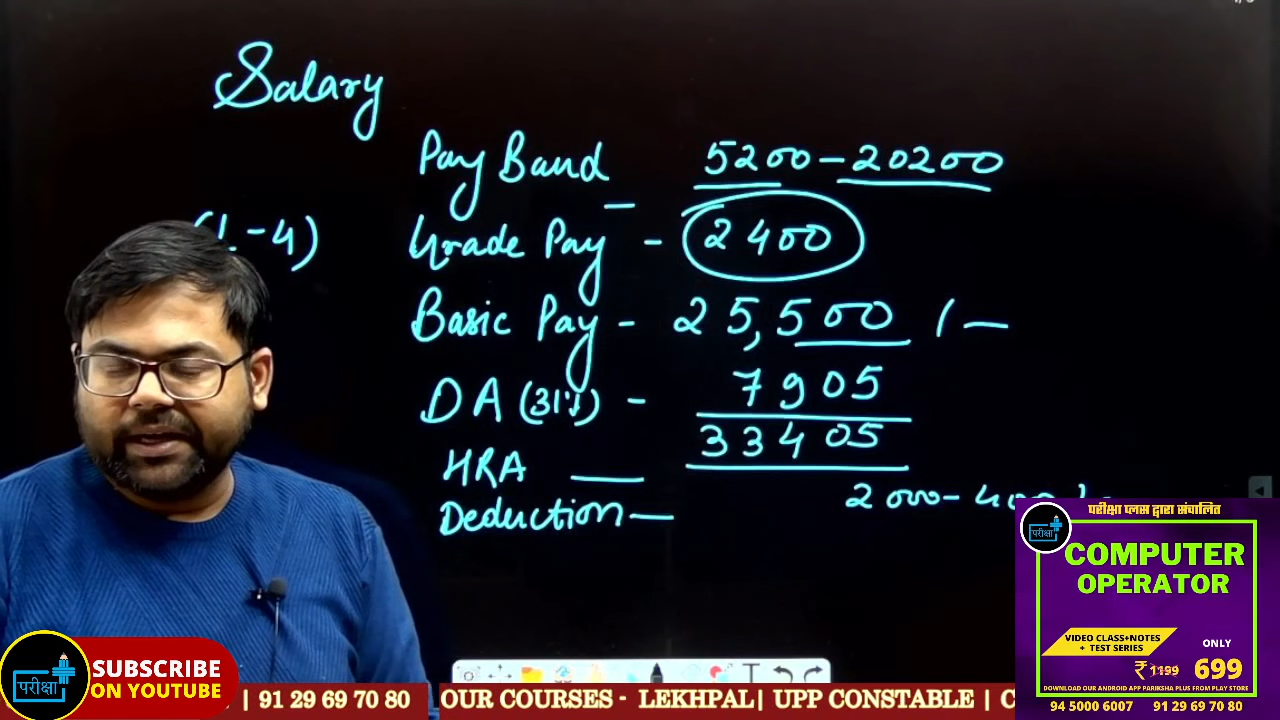 Salary
Pay Band 5200-20200
(L-4) Grade Pay - 2400
Basic Pay - 25,500/-
DA (31%) - 7905
33405
HRA
Deduction -
2000-
परीक्षा प्लस द्वारा संचालित
परीक्षा
COMPUTER
OPERATOR
VIDEO CLASS+NOTES
+ TEST SERIES
ONLY
₹1199 699
DOWNLOAD OUR ANDROID APP PARIKSHA PLUS FROM PLAY STORE
94 5000 6007 91 29 69 70 80
परीक्षा
SUBSCRIBE
ON YOUTUBE
| 91 29 69 70 80 OUR COURSES - LEKHPAL| UPP CONSTABLE | C